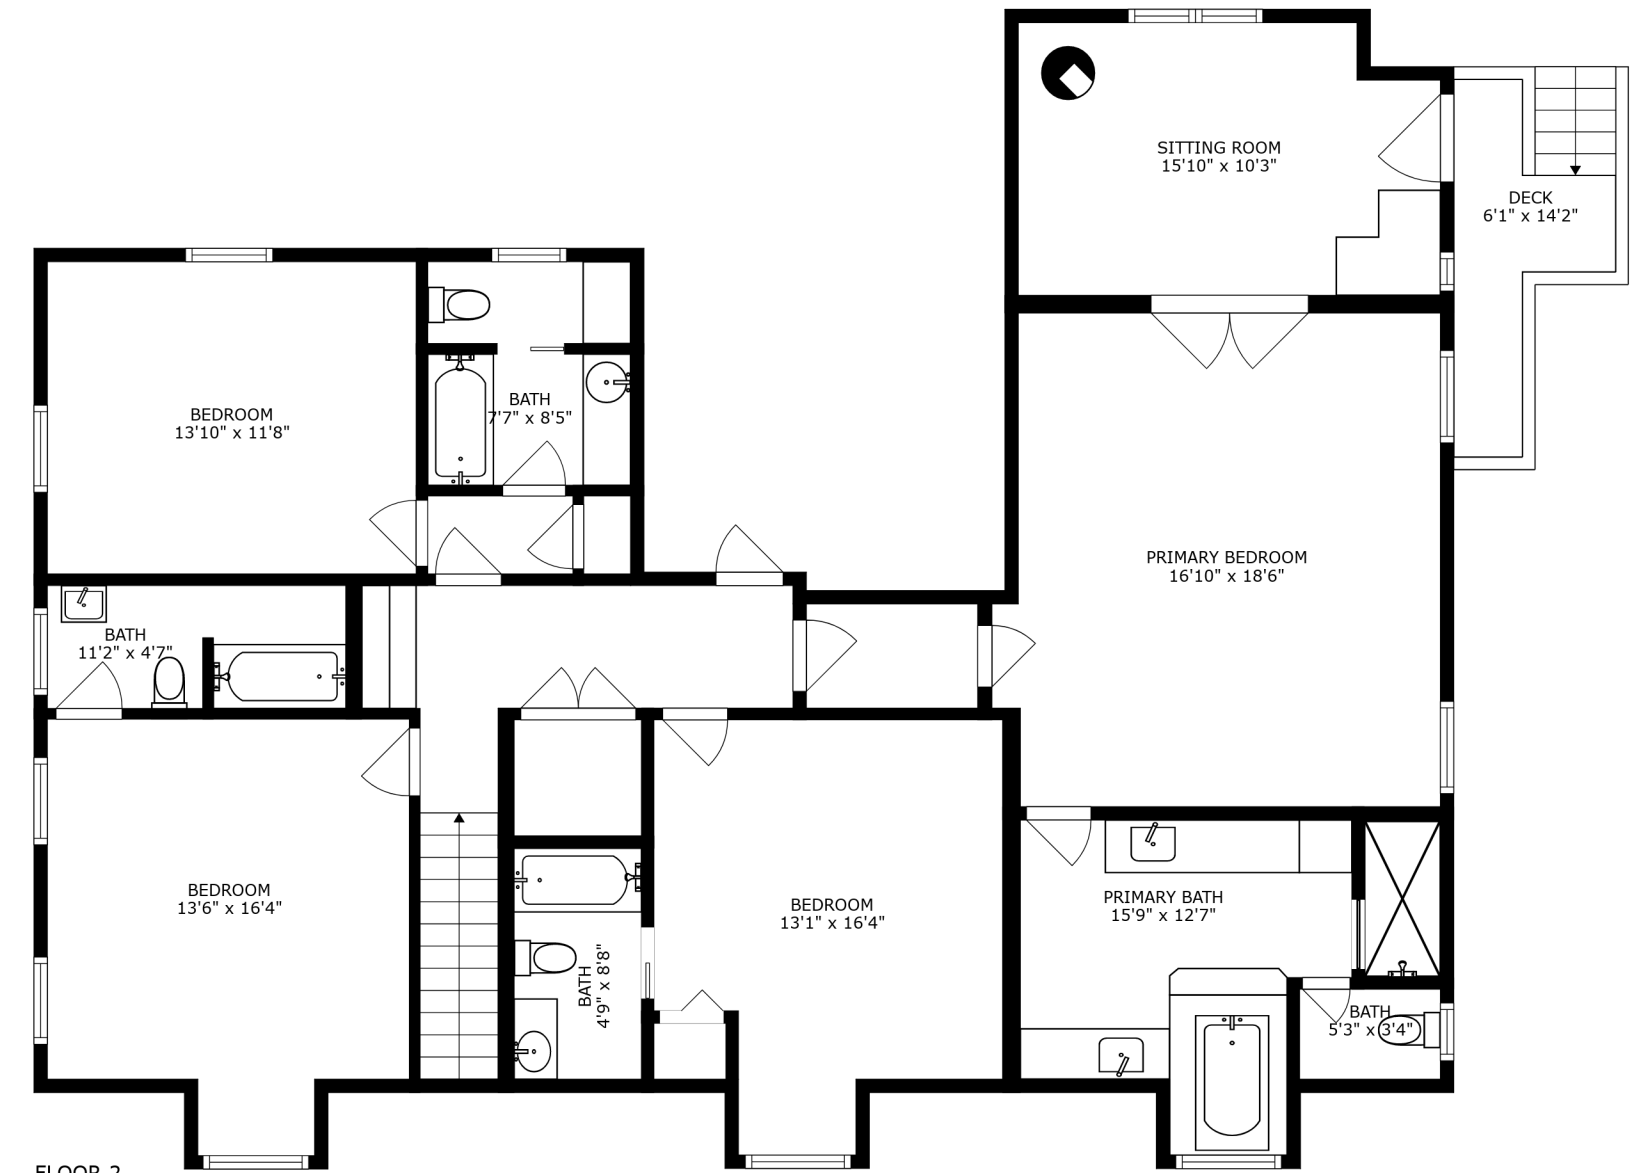 SITTING ROOM
15'10" x 10'3"
DECK
6'1" x 14'2"
BATH
7'7" x 8'5"
BEDROOM
13'10" x 11'8"
PRIMARY BEDROOM
16'10" x 18'6"
BATH
11'2" x 4'7"
BEDROOM
13'6" x 16'4"
BEDROOM
13'1" x 16'4"
PRIMARY BATH
15'9" x 12'7"
BATH
4'9" x 8'8"
BATH
5'3" x 3'4"
FLOOR 2